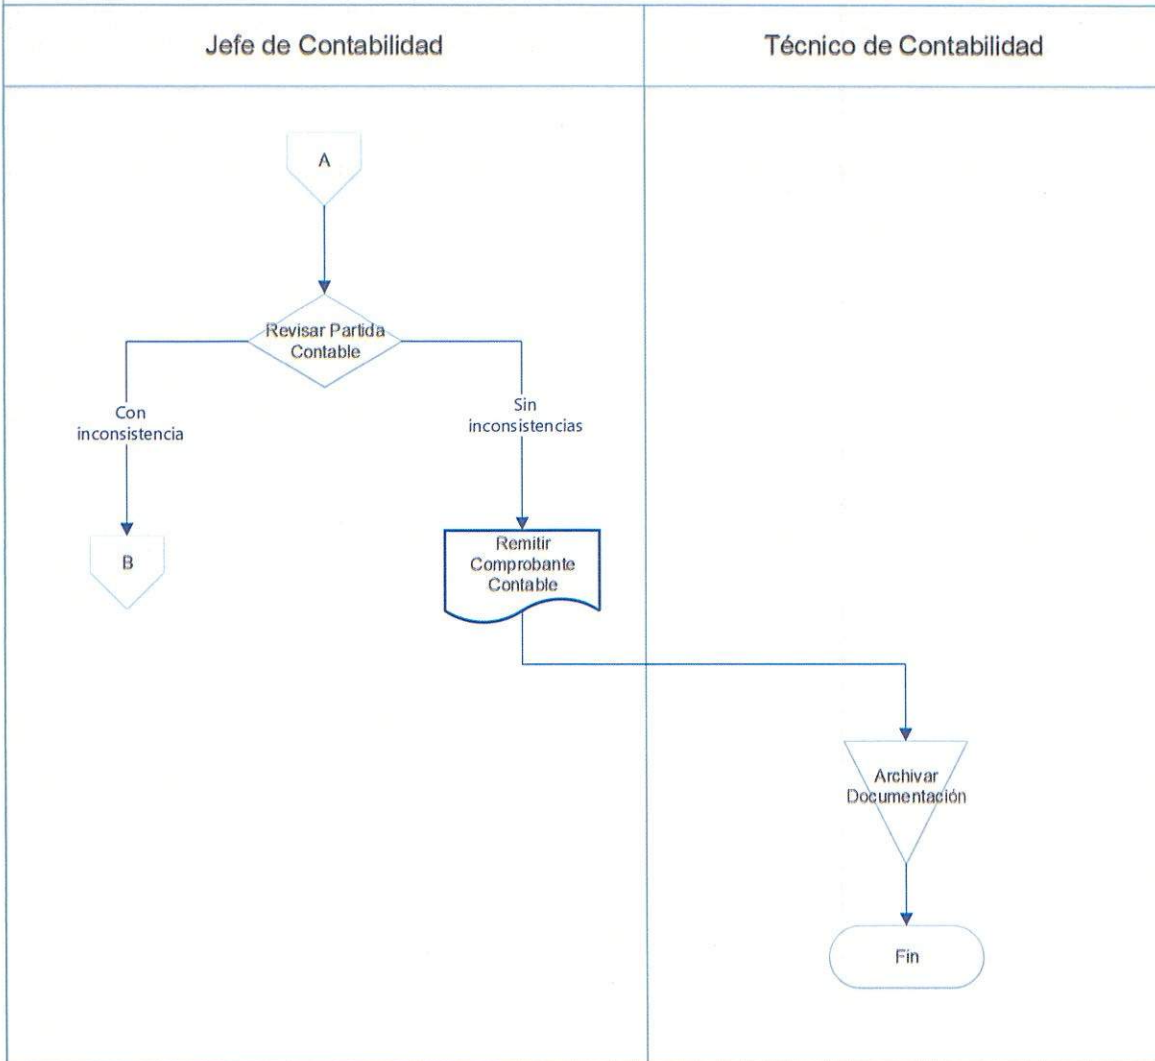 Jefe de Contabilidad
Técnico de Contabilidad
A
Revisar Partida
Contable
Con
inconsistencia
Sin
inconsistencias
B
Remitir
Comprobante
Contable
Archivar
Documentación
Fin